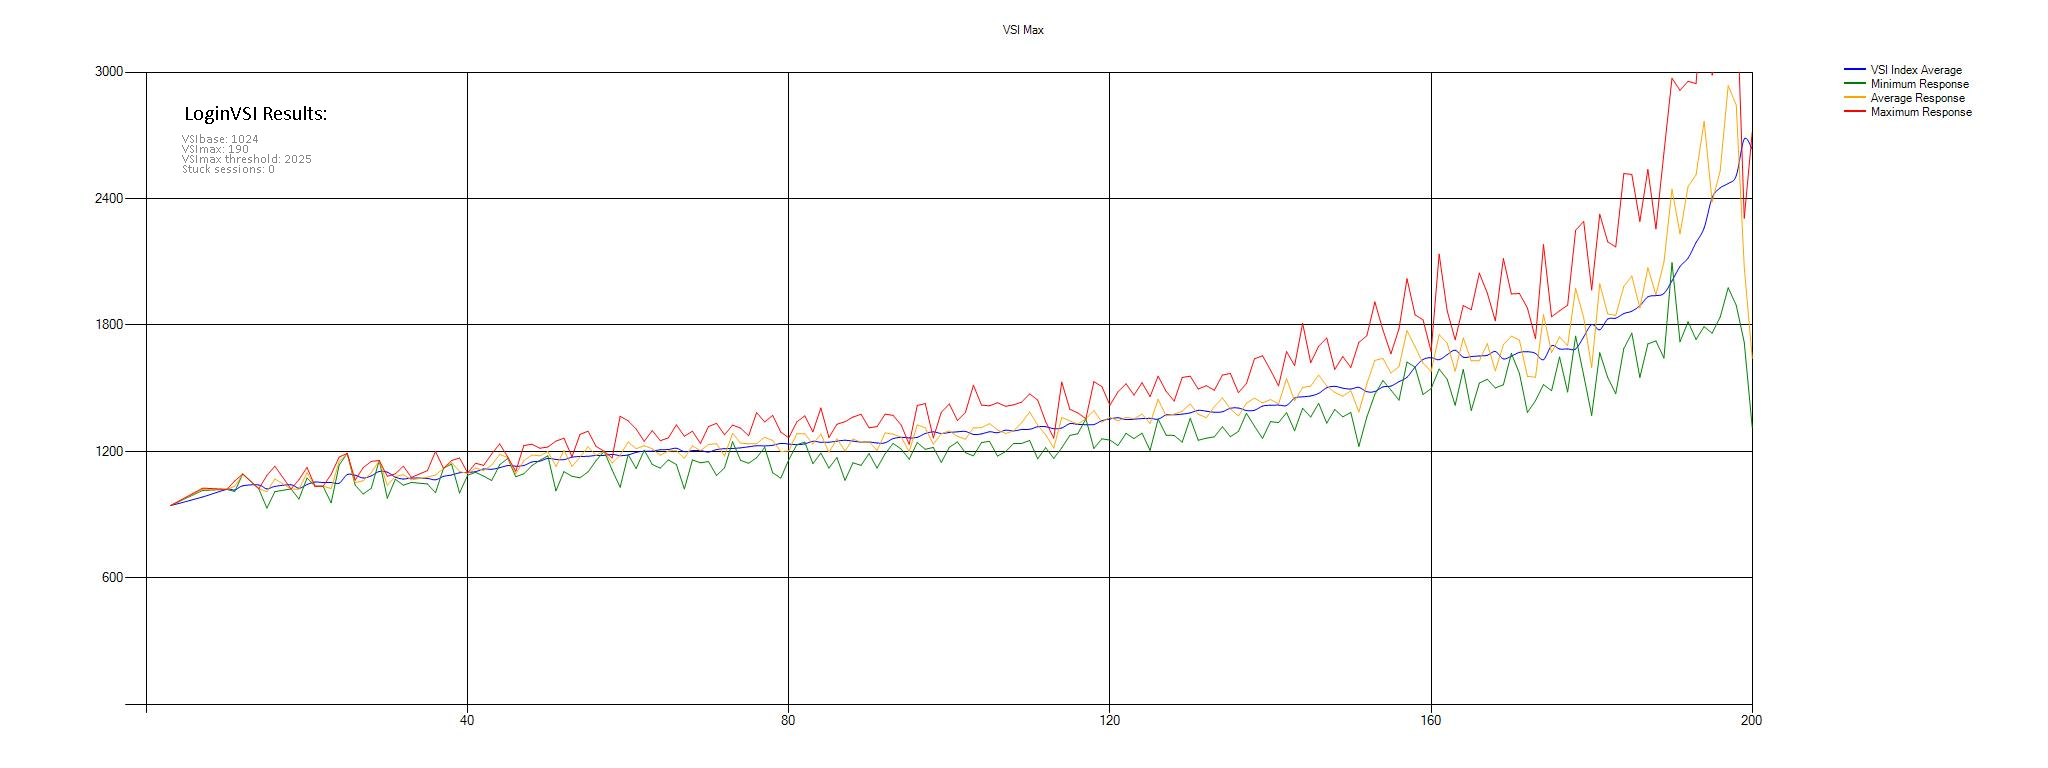 VSI Max
3000
2400
1800
1200
600
40
80
120
160
200
LoginVSI Results:
VSIbase: 1024
VSImax: 190
VSImax threshold: 2025
Stuck sessions: 0
VSI Index Average
Minimum Response
Average Response
Maximum Response